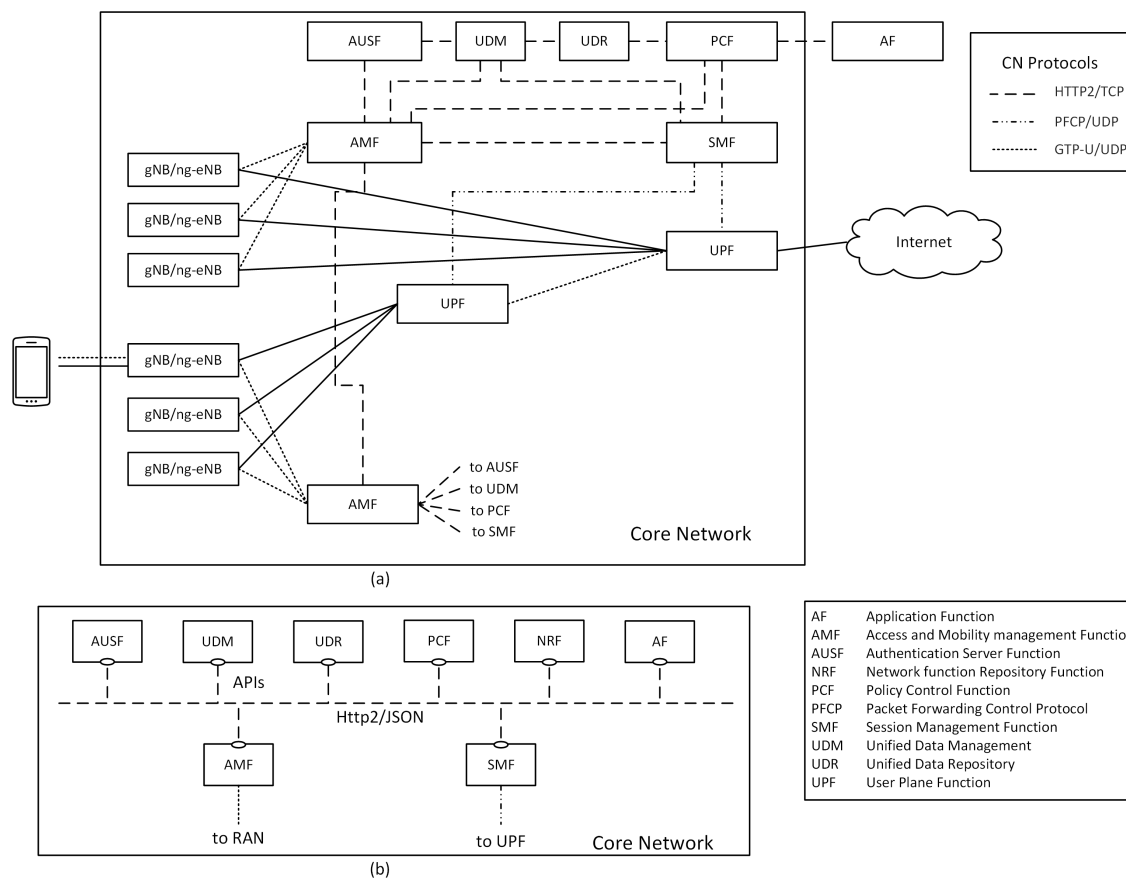 AUSF
UDM
UDR
PCF
AF
CN Protocols
HTTP2/TCP
PFCP/UDP
GTP-U/UDP
AMF
SMF
gNB/ng-eNB
gNB/ng-eNB
gNB/ng-eNB
UPF
Internet
UPF
gNB/ng-eNB
gNB/ng-eNB
gNB/ng-eNB
AMF
to AUSF
to UDM
to PCF
to SMF
Core Network
(a)
AUSF
UDM
UDR
PCF
NRF
AF
APIs
Http2/JSON
AMF
SMF
to RAN
to UPF
Core Network
(b)
AF Application Function
AMF Access and Mobility management Function
AUSF Authentication Server Function
NRF Network function Repository Function
PCF Policy Control Function
PFCP Packet Forwarding Control Protocol
SMF Session Management Function
UDM Unified Data Management
UDR Unified Data Repository
UPF User Plane Function